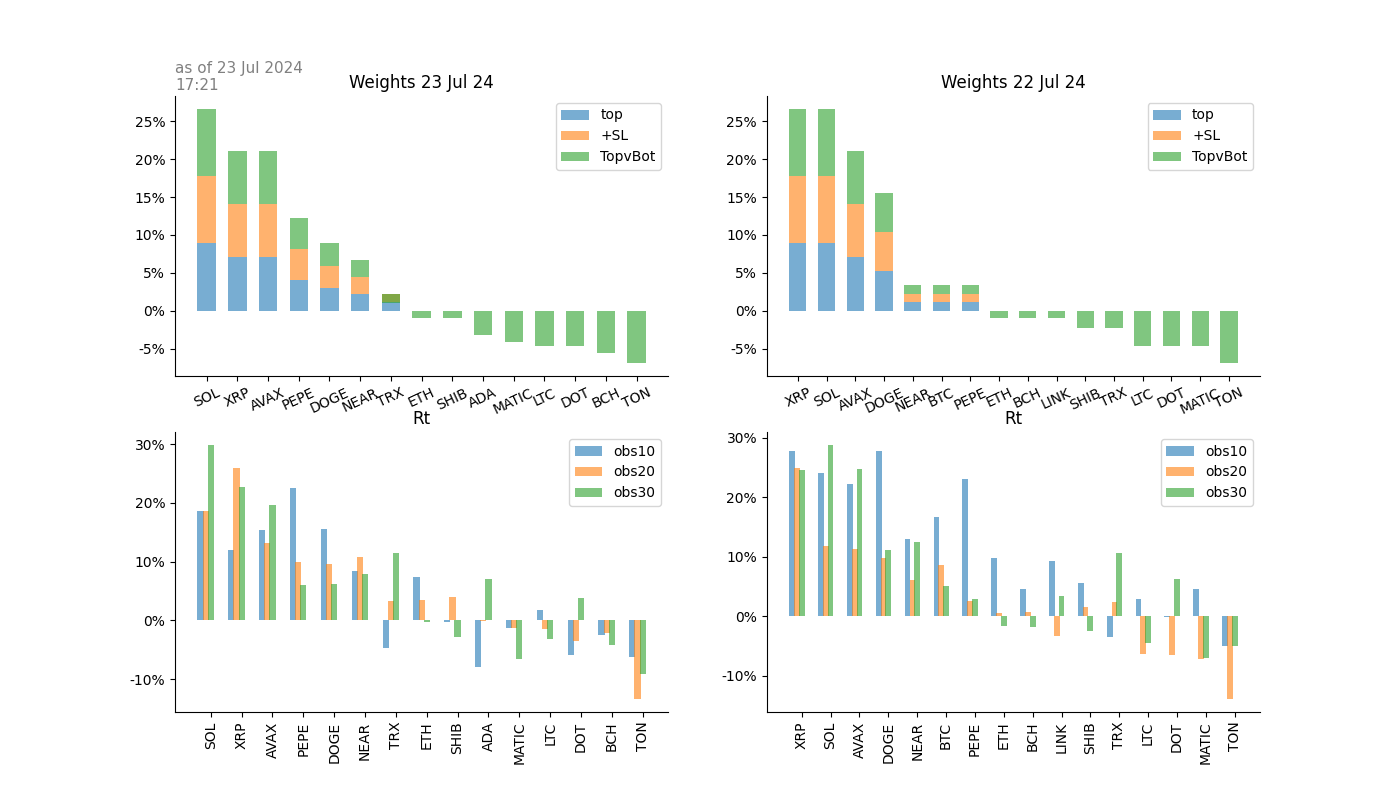 as of 23 Jul 2024
17:21
Weights 23 Jul 24
25%
20%
15%
10%
5%
0%
-5%
top
+SL
TopvBot
SOL XRP AVAX PEPE DOGE NEAR TRX ETH SHIB ADA MATIC LTC DOT BCH TON
Weights 22 Jul 24
25%
20%
15%
10%
5%
0%
-5%
top
+SL
TopvBot
XRP SOL AVAX DOGE NEAR BTC PEPE ETH BCH LINK SHIB TRX LTC DOT MATIC TON
Rt
30%
20%
10%
0%
-10%
obs10
obs20
obs30
SOL XRP AVAX PEPE DOGE NEAR TRX ETH SHIB ADA MATIC LTC DOT BCH TON
Rt
30%
20%
10%
0%
-10%
obs10
obs20
obs30
XRP SOL AVAX DOGE NEAR BTC PEPE ETH BCH LINK SHIB TRX LTC DOT MATIC TON